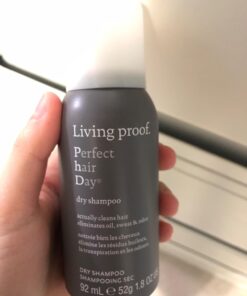 Living proof.
Perfect
hair
Day®
dry shampoo
actually cleans hair
eliminates oil, sweat & odor
nettoie bien les cheveux
élimine les résidus huileux,
la transpiration et les odeurs
DRY SHAMPOO
SHAMPOOING SEC
92 mL ℮ 52g 1.8 OZ